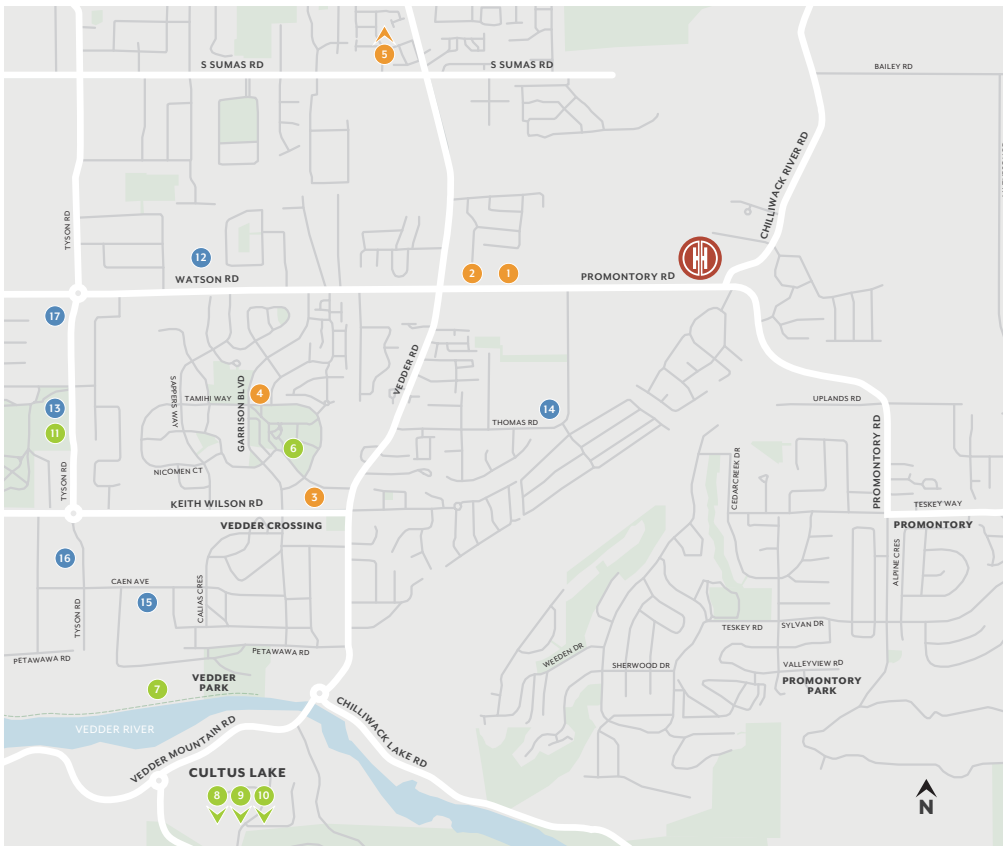 5
S SUMAS RD
S SUMAS RD
BAILEY RD
CHILLIWACK RIVER RD
TYSON RD
12
WATSON RD
2
1
PROMONTORY RD
HH
17
VEDDER RD
SAPPERS WAY
TAMIHI WAY
GARRISON BLVD
4
13
11
14
THOMAS RD
UPLANDS RD
PROMONTORY RD
6
NICOMEN CT
TYSON RD
KEITH WILSON RD
3
VEDDER CROSSING
CEDARCREEK DR
TESKEY WAY
PROMONTORY
ALPINE CRES
16
CAEN AVE
15
CALIAS CRES
TYSON RD
PETAWAWA RD
PETAWAWA RD
TESKEY RD
SYLVAN DR
WEEDEN DR
SHERWOOD DR
VALLEYVIEW RD
PROMONTORY
PARK
VEDDER
PARK
7
VEDDER RIVER
VEDDER MOUNTAIN RD
CHILLIWACK LAKE RD
CULTUS LAKE
8
9
10
N